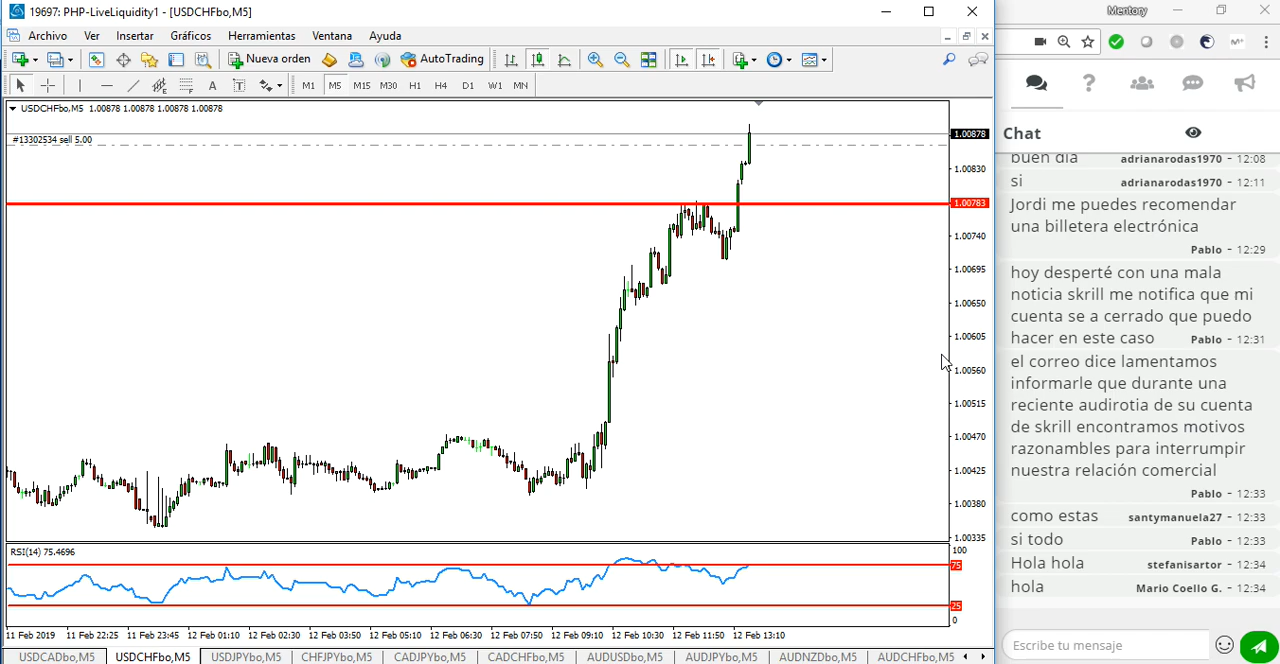 19697: PHP-LiveLiquidity1 - [USDCHFbo,M5]
Archivo Ver Insertar Gráficos Herramientas Ventana Ayuda
Nueva orden AutoTrading
A T M1 M5 M15 M30 H1 H4 D1 W1 MN
USDCHFbo,M5 1.00878 1.00878 1.00878 1.00878
#13302534 sell 5.00
1.00878
1.00830
1.00783
1.00740
1.00695
1.00650
1.00605
1.00560
1.00515
1.00470
1.00425
1.00380
1.00335
RSI(14) 75.4696
100
75
25
0
11 Feb 2019 11 Feb 22:25 11 Feb 23:45 12 Feb 01:10 12 Feb 02:30 12 Feb 03:50 12 Feb 05:10 12 Feb 06:30 12 Feb 07:50 12 Feb 09:10 12 Feb 10:30 12 Feb 11:50 12 Feb 13:10
USDCADbo,M5 USDCHFbo,M5 USDJPYbo,M5 CHFJPYbo,M5 CADJPYbo,M5 CADCHFbo,M5 AUDUSDbo,M5 AUDJPYbo,M5 AUDNZDbo,M5 AUDCHFbo,M5
Mentory
Chat
buen dia adrianarodas1970 - 12:08
si adrianarodas1970 - 12:11
Jordi me puedes recomendar
una billetera electrónica
Pablo - 12:29
hoy desperté con una mala
noticia skrill me notifica que mi
cuenta se a cerrado que puedo
hacer en este caso Pablo - 12:31
el correo dice lamentamos
informarle que durante una
reciente audirotia de su cuenta
de skrill encontramos motivos
razonambles para interrumpir
nuestra relación comercial
Pablo - 12:33
como estas santymanuela27 - 12:33
si todo Pablo - 12:33
Hola hola stefanisartor - 12:34
hola Mario Coello G. - 12:34
Escribe tu mensaje